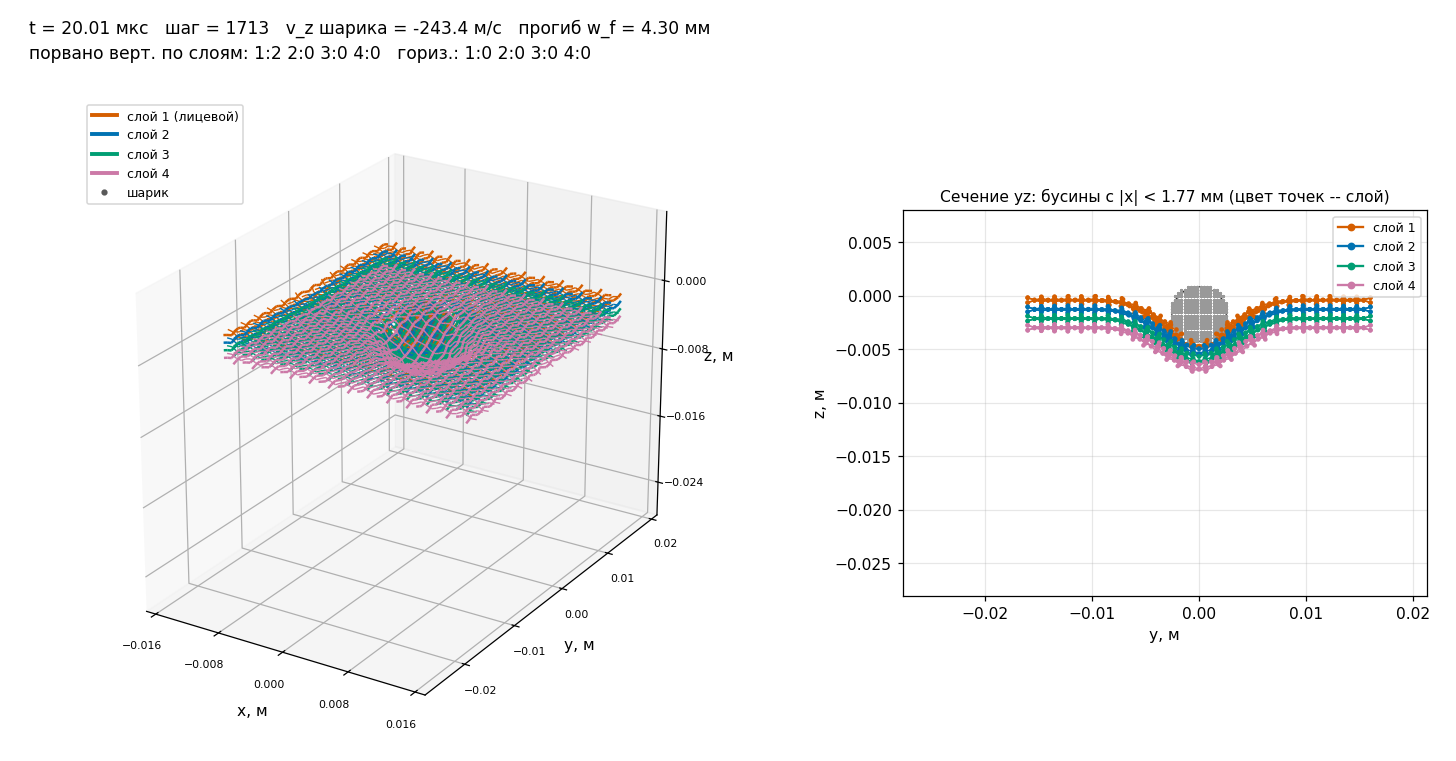 t = 20.01 мкс   шаг = 1713   v_z шарика = -243.4 м/с   прогиб w_f = 4.30 мм
порвано верт. по слоям: 1:2 2:0 3:0 4:0   гориз.: 1:0 2:0 3:0 4:0
слой 1 (лицевой)
слой 2
слой 3
слой 4
шарик
0.000
−0.008
z, м
−0.016
−0.024
0.02
0.01
0.00
−0.01
−0.02
y, м
−0.016
−0.008
0.000
0.008
0.016
x, м
Сечение yz: бусины с |x| < 1.77 мм (цвет точек -- слой)
слой 1
слой 2
слой 3
слой 4
0.005
0.000
−0.005
−0.010
−0.015
−0.020
−0.025
z, м
−0.02
−0.01
0.00
0.01
0.02
y, м